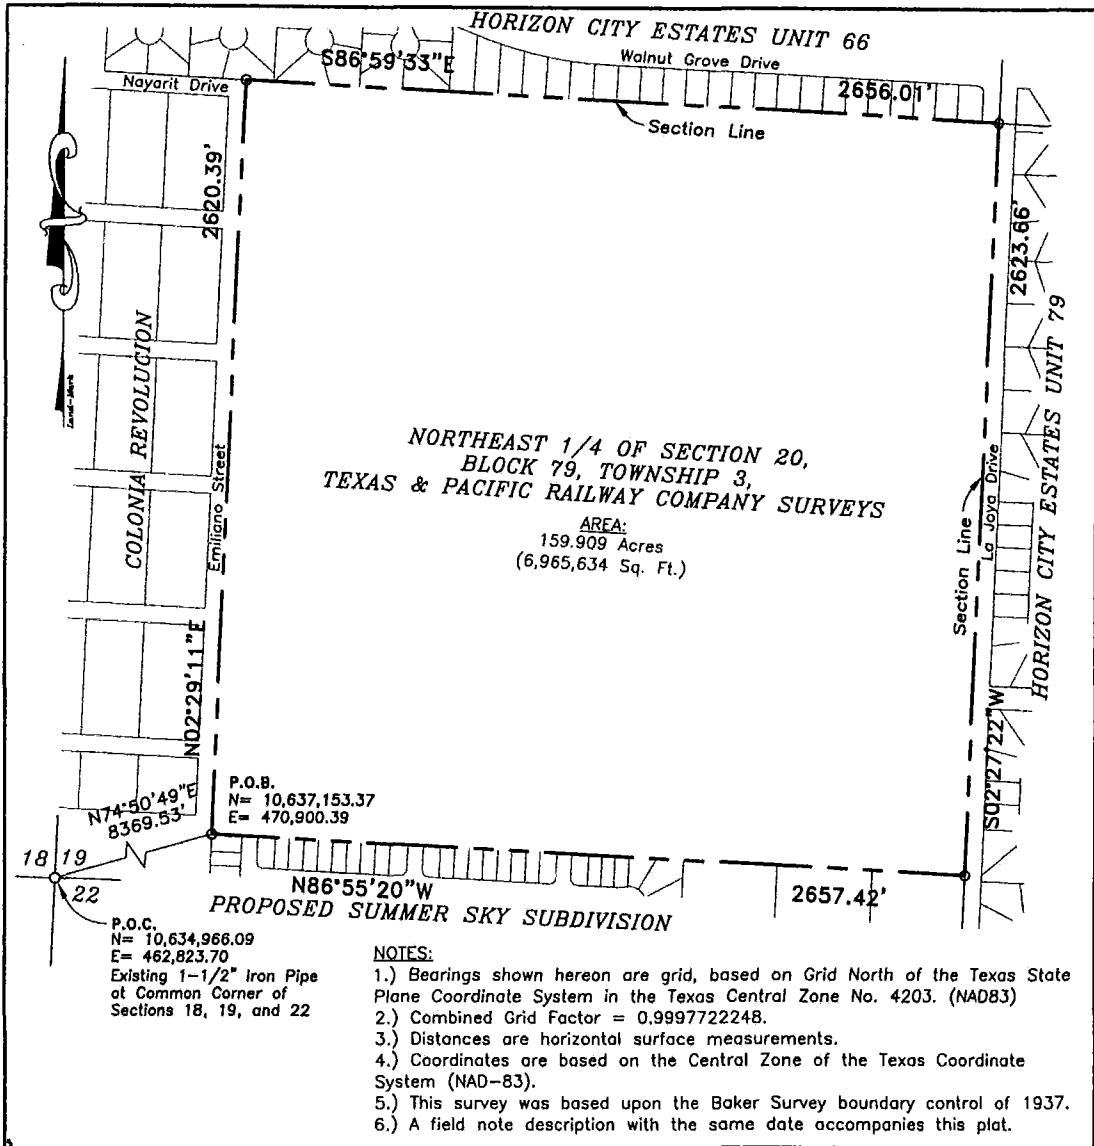 HORIZON CITY ESTATES UNIT 66
S86°59'33"E
Walnut Grove Drive
Nayarit Drive
2656.01'
Section Line
2620.39'
2623.66'
Land-Mark
COLONIA REVOLUCION
HORIZON CITY ESTATES UNIT 79
NORTHEAST 1/4 OF SECTION 20,
BLOCK 79, TOWNSHIP 3,
TEXAS & PACIFIC RAILWAY COMPANY SURVEYS
AREA:
159.909 Acres
(6,965,634 Sq. Ft.)
Emiliano Street
La Joya Drive
Section Line
N02°29'11"E
S02°27'22"W
P.O.B.
N= 10,637,153.37
E= 470,900.39
N74°50'49"E
8369.53'
18 19
22
N86°55'20"W
2657.42'
PROPOSED SUMMER SKY SUBDIVISION
P.O.C.
N= 10,634,966.09
E= 462,823.70
Existing 1-1/2" Iron Pipe
at Common Corner of
Sections 18, 19, and 22
NOTES:
1.) Bearings shown hereon are grid, based on Grid North of the Texas State
Plane Coordinate System in the Texas Central Zone No. 4203. (NAD83)
2.) Combined Grid Factor = 0.9997722248.
3.) Distances are horizontal surface measurements.
4.) Coordinates are based on the Central Zone of the Texas Coordinate
System (NAD-83).
5.) This survey was based upon the Baker Survey boundary control of 1937.
6.) A field note description with the same date accompanies this plat.